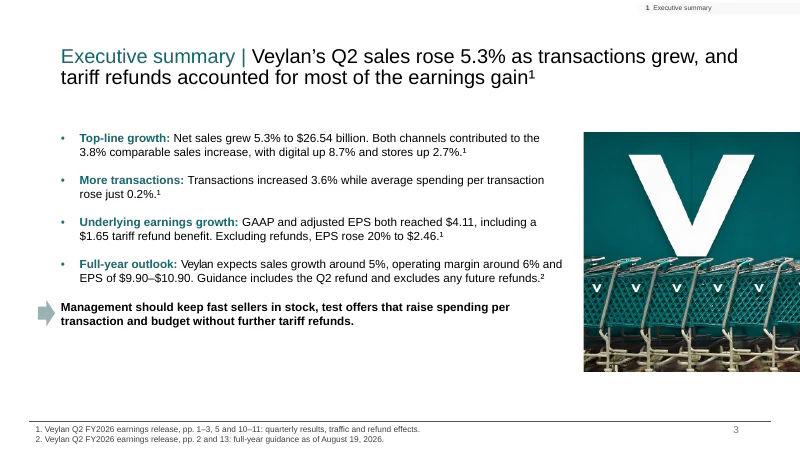 1 Executive summary
Executive summary | Veylan’s Q2 sales rose 5.3% as transactions grew, and
tariff refunds accounted for most of the earnings gain¹
• Top-line growth: Net sales grew 5.3% to $26.54 billion. Both channels contributed to the
3.8% comparable sales increase, with digital up 8.7% and stores up 2.7%.¹
• More transactions: Transactions increased 3.6% while average spending per transaction
rose just 0.2%.¹
• Underlying earnings growth: GAAP and adjusted EPS both reached $4.11, including a
$1.65 tariff refund benefit. Excluding refunds, EPS rose 20% to $2.46.¹
• Full-year outlook: Veylan expects sales growth around 5%, operating margin around 6% and
EPS of $9.90–$10.90. Guidance includes the Q2 refund and excludes any future refunds.²
Management should keep fast sellers in stock, test offers that raise spending per
transaction and budget without further tariff refunds.
V
V V V V V
1. Veylan Q2 FY2026 earnings release, pp. 1–3, 5 and 10–11: quarterly results, traffic and refund effects.
2. Veylan Q2 FY2026 earnings release, pp. 2 and 13: full-year guidance as of August 19, 2026.
3